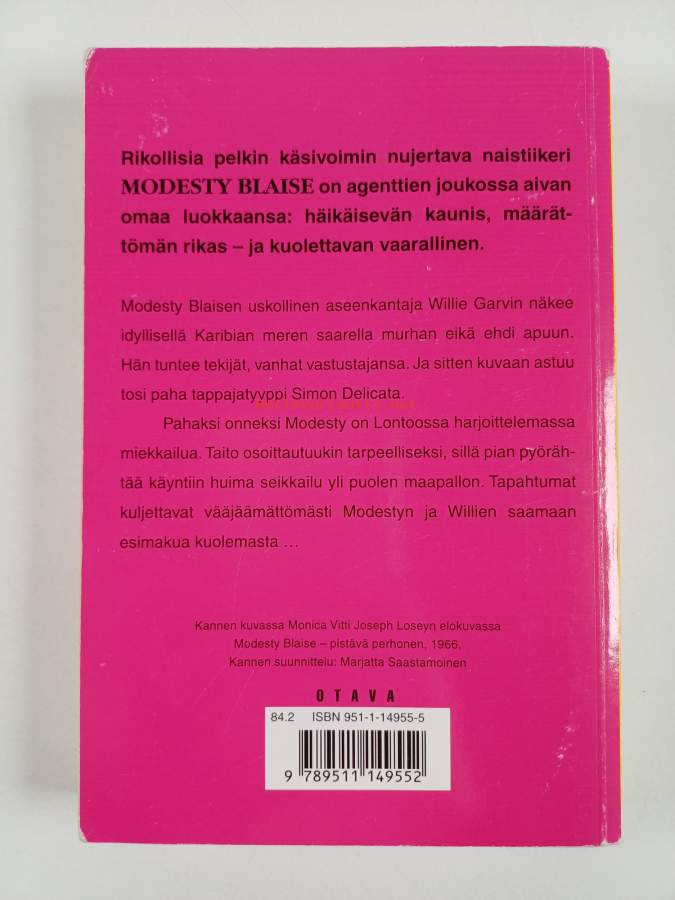 Rikollisia pelkin käsivoimin nujertava naistiikeri
MODESTY BLAISE on agenttien joukossa aivan
omaa luokkaansa: häikäisevän kaunis, määrät-
tömän rikas – ja kuolettavan vaarallinen.
Modesty Blaisen uskollinen aseenkantaja Willie Garvin näkee
idyllisellä Karibian meren saarella murhan eikä ehdi apuun.
Hän tuntee tekijät, vanhat vastustajansa. Ja sitten kuvaan astuu
tosi paha tappajatyyppi Simon Delicata.
Pahaksi onneksi Modesty on Lontoossa harjoittelemassa
miekkailua. Taito osoittautuukin tarpeelliseksi, sillä pian pyöräh-
tää käyntiin huima seikkailu yli puolen maapallon. Tapahtumat
kuljettavat vääjäämättömästi Modestyn ja Willien saamaan
esimakua kuolemasta ...
Kannen kuvassa Monica Vitti Joseph Loseyn elokuvassa
Modesty Blaise – pistävä perhonen, 1966.
Kannen suunnittelu: Marjatta Saastamoinen
OTAVA
84.2 ISBN 951-1-14955-5
9 789511 149552